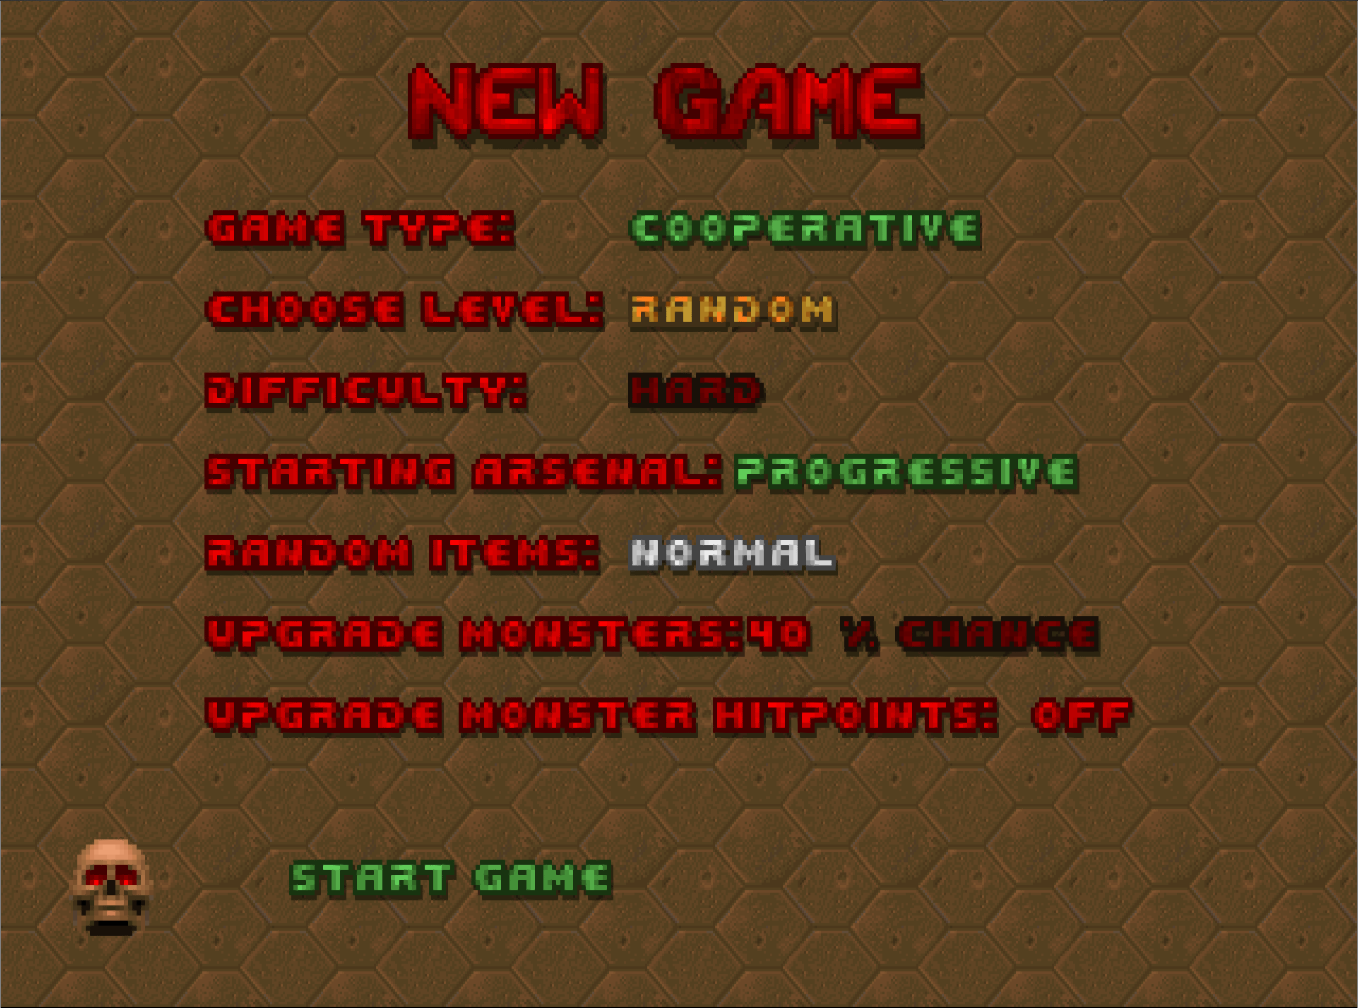 NEW GAME
GAME TYPE: COOPERATIVE
CHOOSE LEVEL: RANDOM
DIFFICULTY: HARD
STARTING ARSENAL: PROGRESSIVE
RANDOM ITEMS: NORMAL
UPGRADE MONSTERS:40 % CHANCE
UPGRADE MONSTER HITPOINTS: OFF
START GAME